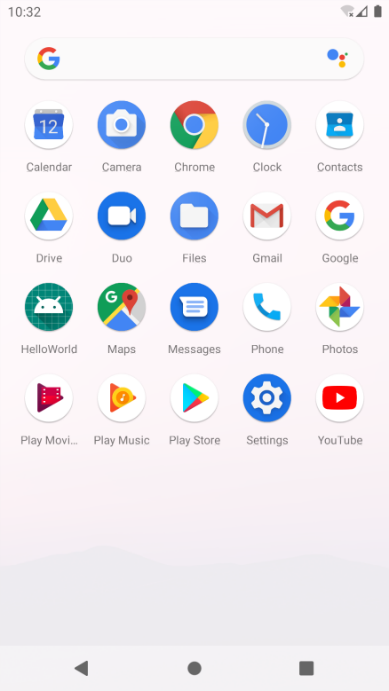 10:32
Calendar Camera Chrome Clock Contacts
Drive Duo Files Gmail Google
HelloWorld Maps Messages Phone Photos
Play Movi... Play Music Play Store Settings YouTube